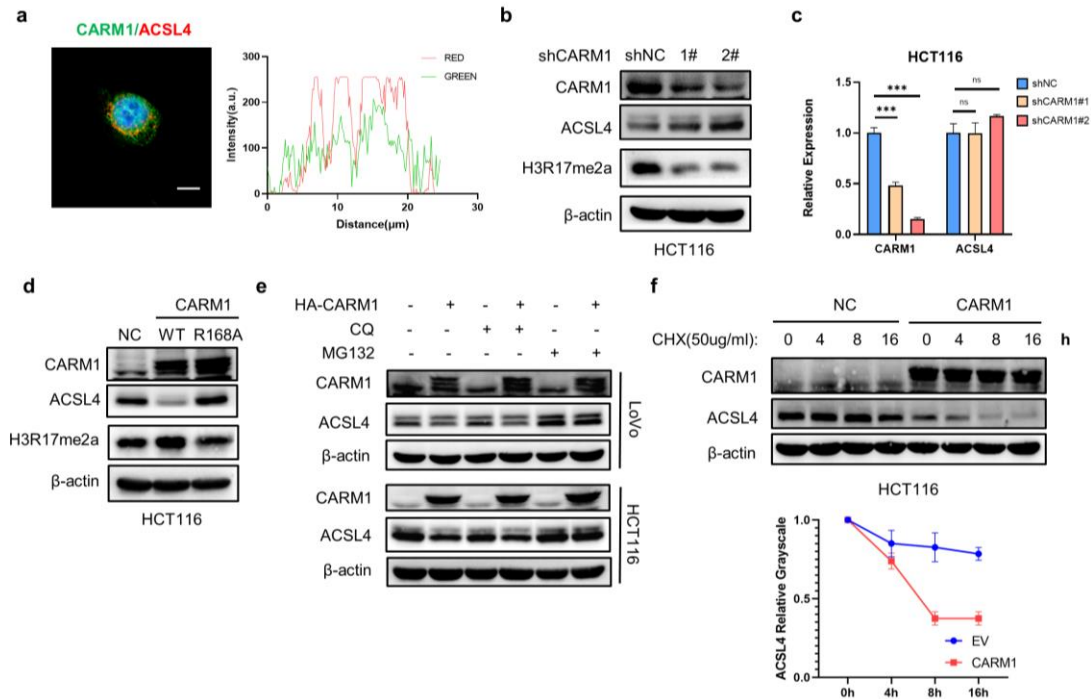 a
CARM1/ACSL4
Intensity(a.u.)
300
200
100
0
0 10 20 30
Distance(μm)
RED
GREEN
b
shCARM1 shNC 1# 2#
CARM1
ACSL4
H3R17me2a
β-actin
HCT116
c
HCT116
Relative Expression
1.5
1.0
0.5
0.0
*** *** ns ns
CARM1 ACSL4
shNC
shCARM1#1
shCARM1#2
d
CARM1
NC WT R168A
CARM1
ACSL4
H3R17me2a
β-actin
HCT116
e
HA-CARM1 - + - + - +
CQ - - + + - -
MG132 - - - - + +
CARM1
ACSL4
β-actin
LoVo
CARM1
ACSL4
β-actin
HCT116
f
NC CARM1
CHX(50ug/ml): 0 4 8 16 0 4 8 16 h
CARM1
ACSL4
β-actin
HCT116
ACSL4 Relative Grayscale
1.0
0.5
0.0
0h 4h 8h 16h
EV
CARM1